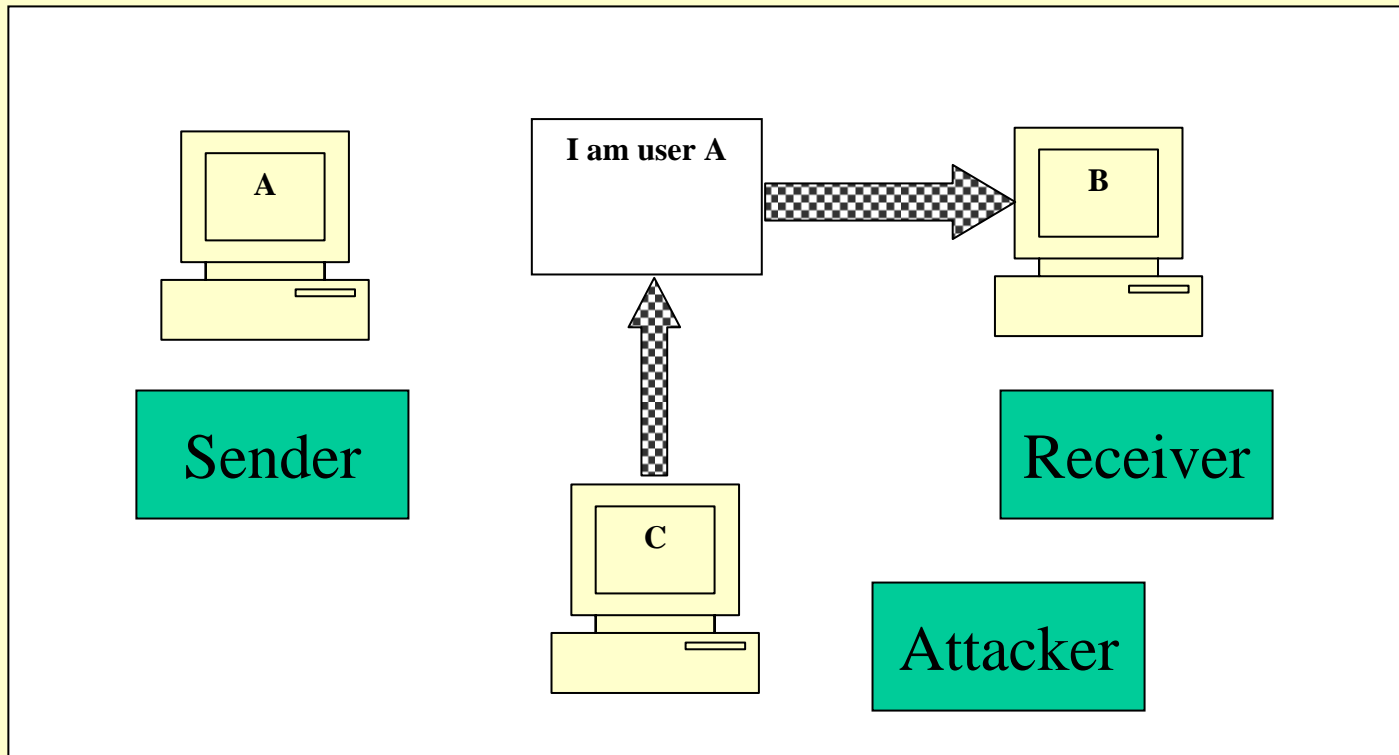 A
I am user A
B
Sender
Receiver
C
Attacker